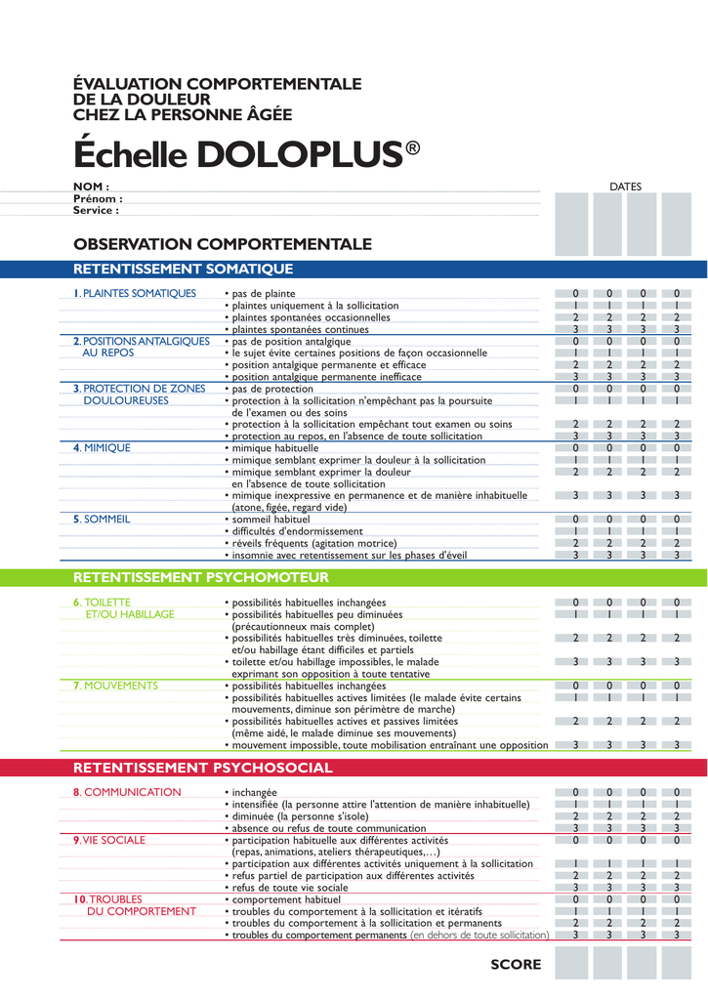 ÉVALUATION COMPORTEMENTALE
DE LA DOULEUR
CHEZ LA PERSONNE ÂGÉE
Échelle DOLOPLUS®
NOM :
DATES
Prénom :
Service :
OBSERVATION COMPORTEMENTALE
RETENTISSEMENT SOMATIQUE
1. PLAINTES SOMATIQUES • pas de plainte 0 0 0 0
• plaintes uniquement à la sollicitation 1 1 1 1
• plaintes spontanées occasionnelles 2 2 2 2
• plaintes spontanées continues 3 3 3 3
2. POSITIONS ANTALGIQUES • pas de position antalgique 0 0 0 0
AU REPOS • le sujet évite certaines positions de façon occasionnelle 1 1 1 1
• position antalgique permanente et efficace 2 2 2 2
• position antalgique permanente inefficace 3 3 3 3
3. PROTECTION DE ZONES • pas de protection 0 0 0 0
DOULOUREUSES • protection à la sollicitation n'empêchant pas la poursuite 1 1 1 1
de l'examen ou des soins
• protection à la sollicitation empêchant tout examen ou soins 2 2 2 2
• protection au repos, en l'absence de toute sollicitation 3 3 3 3
4. MIMIQUE • mimique habituelle 0 0 0 0
• mimique semblant exprimer la douleur à la sollicitation 1 1 1 1
• mimique semblant exprimer la douleur 2 2 2 2
en l'absence de toute sollicitation
• mimique inexpressive en permanence et de manière inhabituelle 3 3 3 3
(atone, figée, regard vide)
5. SOMMEIL • sommeil habituel 0 0 0 0
• difficultés d'endormissement 1 1 1 1
• réveils fréquents (agitation motrice) 2 2 2 2
• insomnie avec retentissement sur les phases d'éveil 3 3 3 3
RETENTISSEMENT PSYCHOMOTEUR
6. TOILETTE • possibilités habituelles inchangées 0 0 0 0
ET/OU HABILLAGE • possibilités habituelles peu diminuées 1 1 1 1
(précautionneux mais complet)
• possibilités habituelles très diminuées, toilette 2 2 2 2
et/ou habillage étant difficiles et partiels
• toilette et/ou habillage impossibles, le malade 3 3 3 3
exprimant son opposition à toute tentative
7. MOUVEMENTS • possibilités habituelles inchangées 0 0 0 0
• possibilités habituelles actives limitées (le malade évite certains 1 1 1 1
mouvements, diminue son périmètre de marche)
• possibilités habituelles actives et passives limitées 2 2 2 2
(même aidé, le malade diminue ses mouvements)
• mouvement impossible, toute mobilisation entraînant une opposition 3 3 3 3
RETENTISSEMENT PSYCHOSOCIAL
8. COMMUNICATION • inchangée 0 0 0 0
• intensifiée (la personne attire l'attention de manière inhabituelle) 1 1 1 1
• diminuée (la personne s'isole) 2 2 2 2
• absence ou refus de toute communication 3 3 3 3
9. VIE SOCIALE • participation habituelle aux différentes activités 0 0 0 0
(repas, animations, ateliers thérapeutiques,…)
• participation aux différentes activités uniquement à la sollicitation 1 1 1 1
• refus partiel de participation aux différentes activités 2 2 2 2
• refus de toute vie sociale 3 3 3 3
10. TROUBLES • comportement habituel 0 0 0 0
DU COMPORTEMENT • troubles du comportement à la sollicitation et itératifs 1 1 1 1
• troubles du comportement à la sollicitation et permanents 2 2 2 2
• troubles du comportement permanents (en dehors de toute sollicitation) 3 3 3 3
SCORE